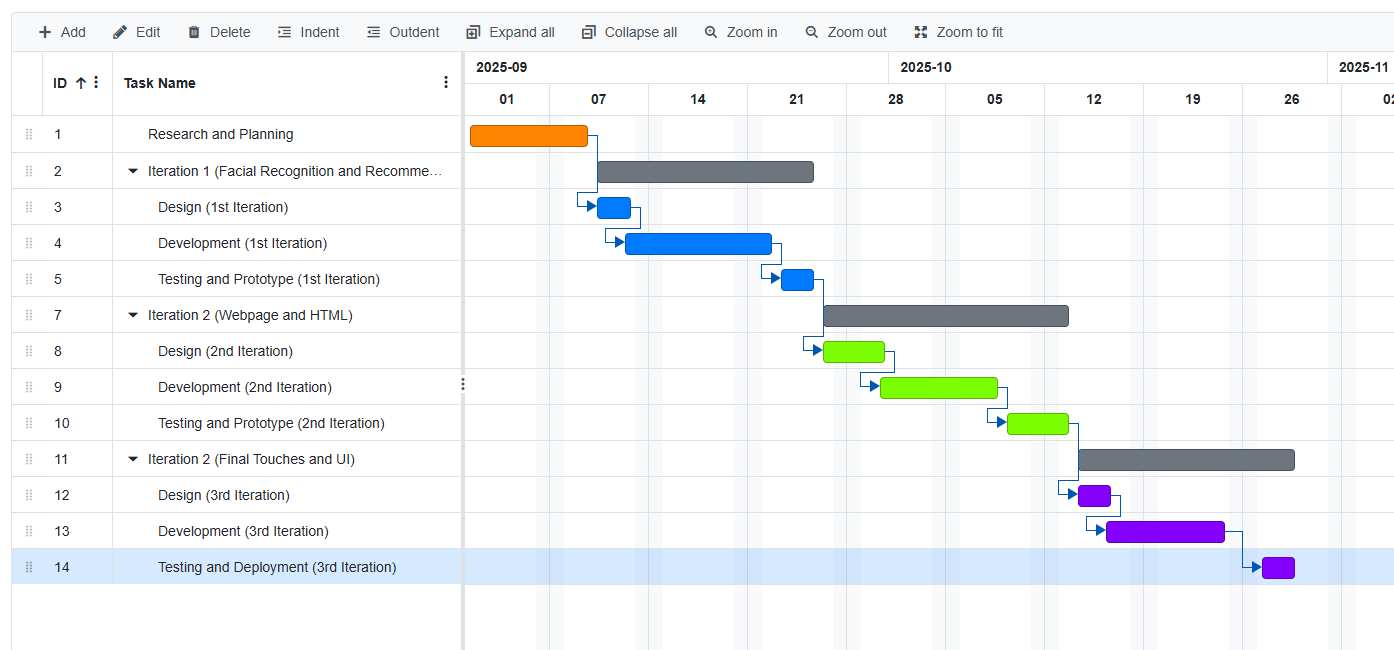 Add Edit Delete Indent Outdent Expand all Collapse all Zoom in Zoom out Zoom to fit
ID Task Name 2025-09 2025-10 2025-11
01 07 14 21 28 05 12 19 26
1 Research and Planning
2 Iteration 1 (Facial Recognition and Recomme...
3 Design (1st Iteration)
4 Development (1st Iteration)
5 Testing and Prototype (1st Iteration)
7 Iteration 2 (Webpage and HTML)
8 Design (2nd Iteration)
9 Development (2nd Iteration)
10 Testing and Prototype (2nd Iteration)
11 Iteration 2 (Final Touches and UI)
12 Design (3rd Iteration)
13 Development (3rd Iteration)
14 Testing and Deployment (3rd Iteration)